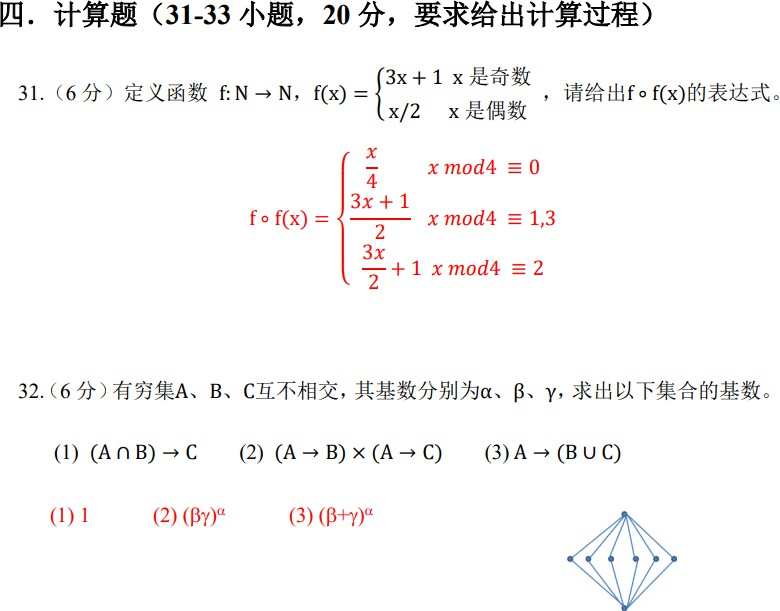 四．计算题（31-33 小题，20 分，要求给出计算过程）
31.（6 分）定义函数 f: N → N，f(x) = {3x + 1 x 是奇数 x/2 x 是偶数 ，请给出f∘f(x)的表达式。
f∘f(x) = { x/4 x mod4 ≡ 0
(3x + 1)/2 x mod4 ≡ 1,3
3x/2 + 1 x mod4 ≡ 2
32.（6 分）有穷集A、B、C互不相交，其基数分别为α、β、γ，求出以下集合的基数。
(1) (A ∩ B) → C (2) (A → B) × (A → C) (3) A → (B ∪ C)
(1) 1 (2) (βγ)^α (3) (β+γ)^α